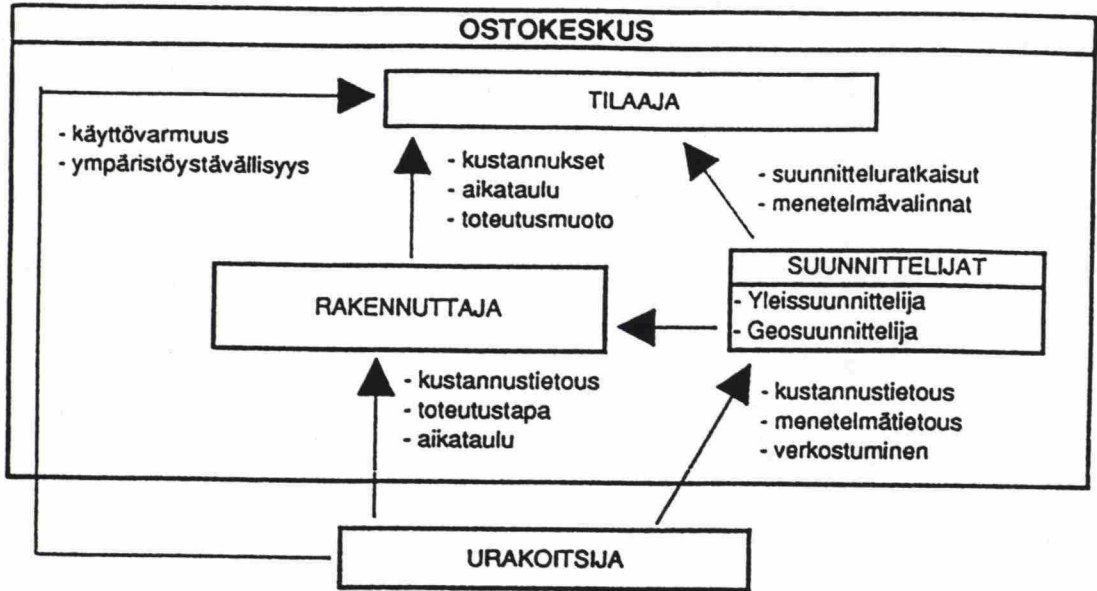 OSTOKESKUS
TILAAJA
- käyttövarmuus
- ympäristöystävällisyys
- kustannukset
- aikataulu
- toteutusmuoto
- suunnitteluratkaisut
- menetelmävalinnat
RAKENNUTTAJA
SUUNNITTELIJAT
- Yleissuunnittelija
- Geosuunnittelija
- kustannustietous
- toteutustapa
- aikataulu
- kustannustietous
- menetelmätietous
- verkostuminen
URAKOITSIJA